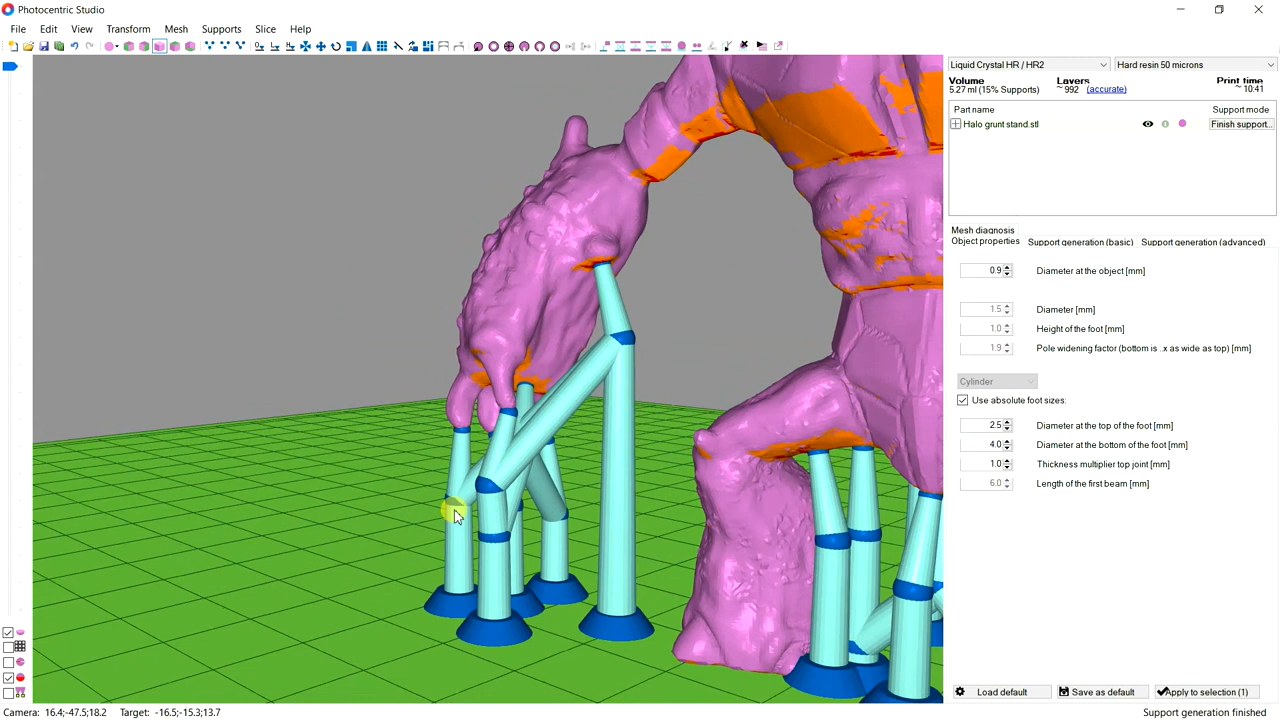 Photocentric Studio
File Edit View Transform Mesh Supports Slice Help
Liquid Crystal HR / HR2 Hard resin 50 microns
Volume Layers Print time
5.27 ml (15% Supports) ~ 992 (accurate) ~ 10:41
Part name Support mode
Halo grunt stand.stl Finish support...
Mesh diagnosis
Object properties Support generation (basic) Support generation (advanced)
0.9 Diameter at the object [mm]
1.5 Diameter [mm]
1.0 Height of the foot [mm]
1.9 Pole widening factor (bottom is ..x as wide as top) [mm]
Cylinder
Use absolute foot sizes:
2.5 Diameter at the top of the foot [mm]
4.0 Diameter at the bottom of the foot [mm]
1.0 Thickness multiplier top joint [mm]
6.0 Length of the first beam [mm]
Load default Save as default Apply to selection (1)
Camera: 16.4;-47.5;18.2 Target: -16.5;-15.3;13.7 Support generation finished